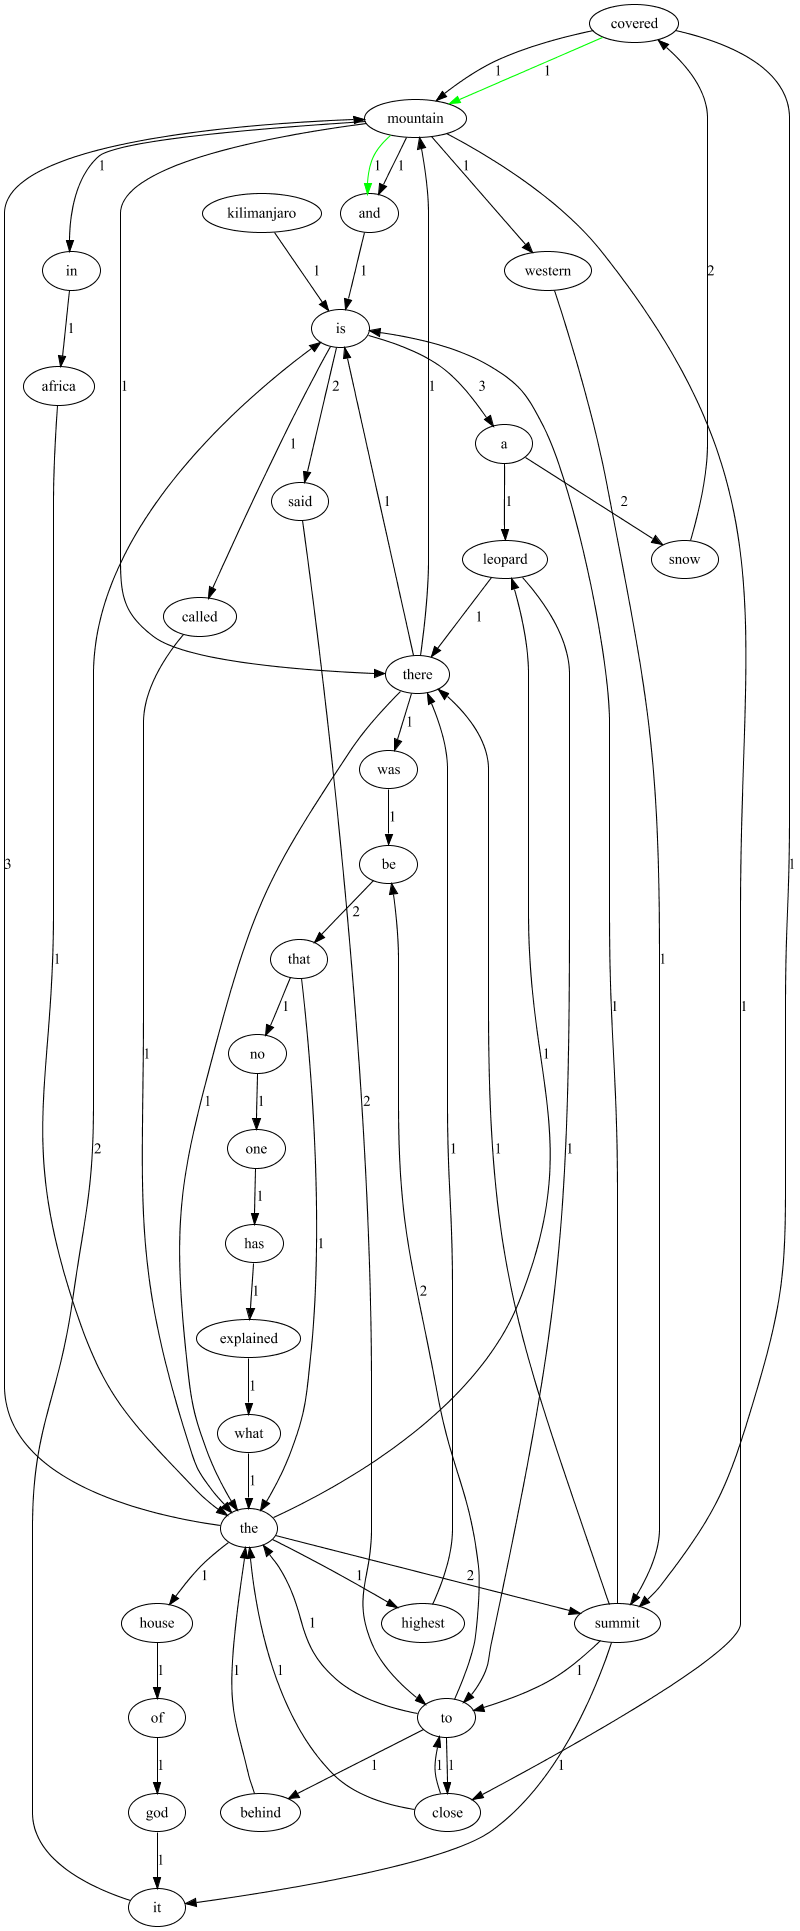 covered
1 1
mountain
1 1 1 1
kilimanjaro and
in western
1 1 2
is
1
africa
1 2 3
1 1
a
said 1 1 2
leopard snow
called 1
there
1
was
1
be
3 2 1
that
1 1
no
1 1 1
one
1 2 1
1 2 1 1
has
1 1
explained
1 2
what
1
the
1 1 2
house highest summit
1 1 1 1
of to
1 1 1 1 1
god behind close
1
it